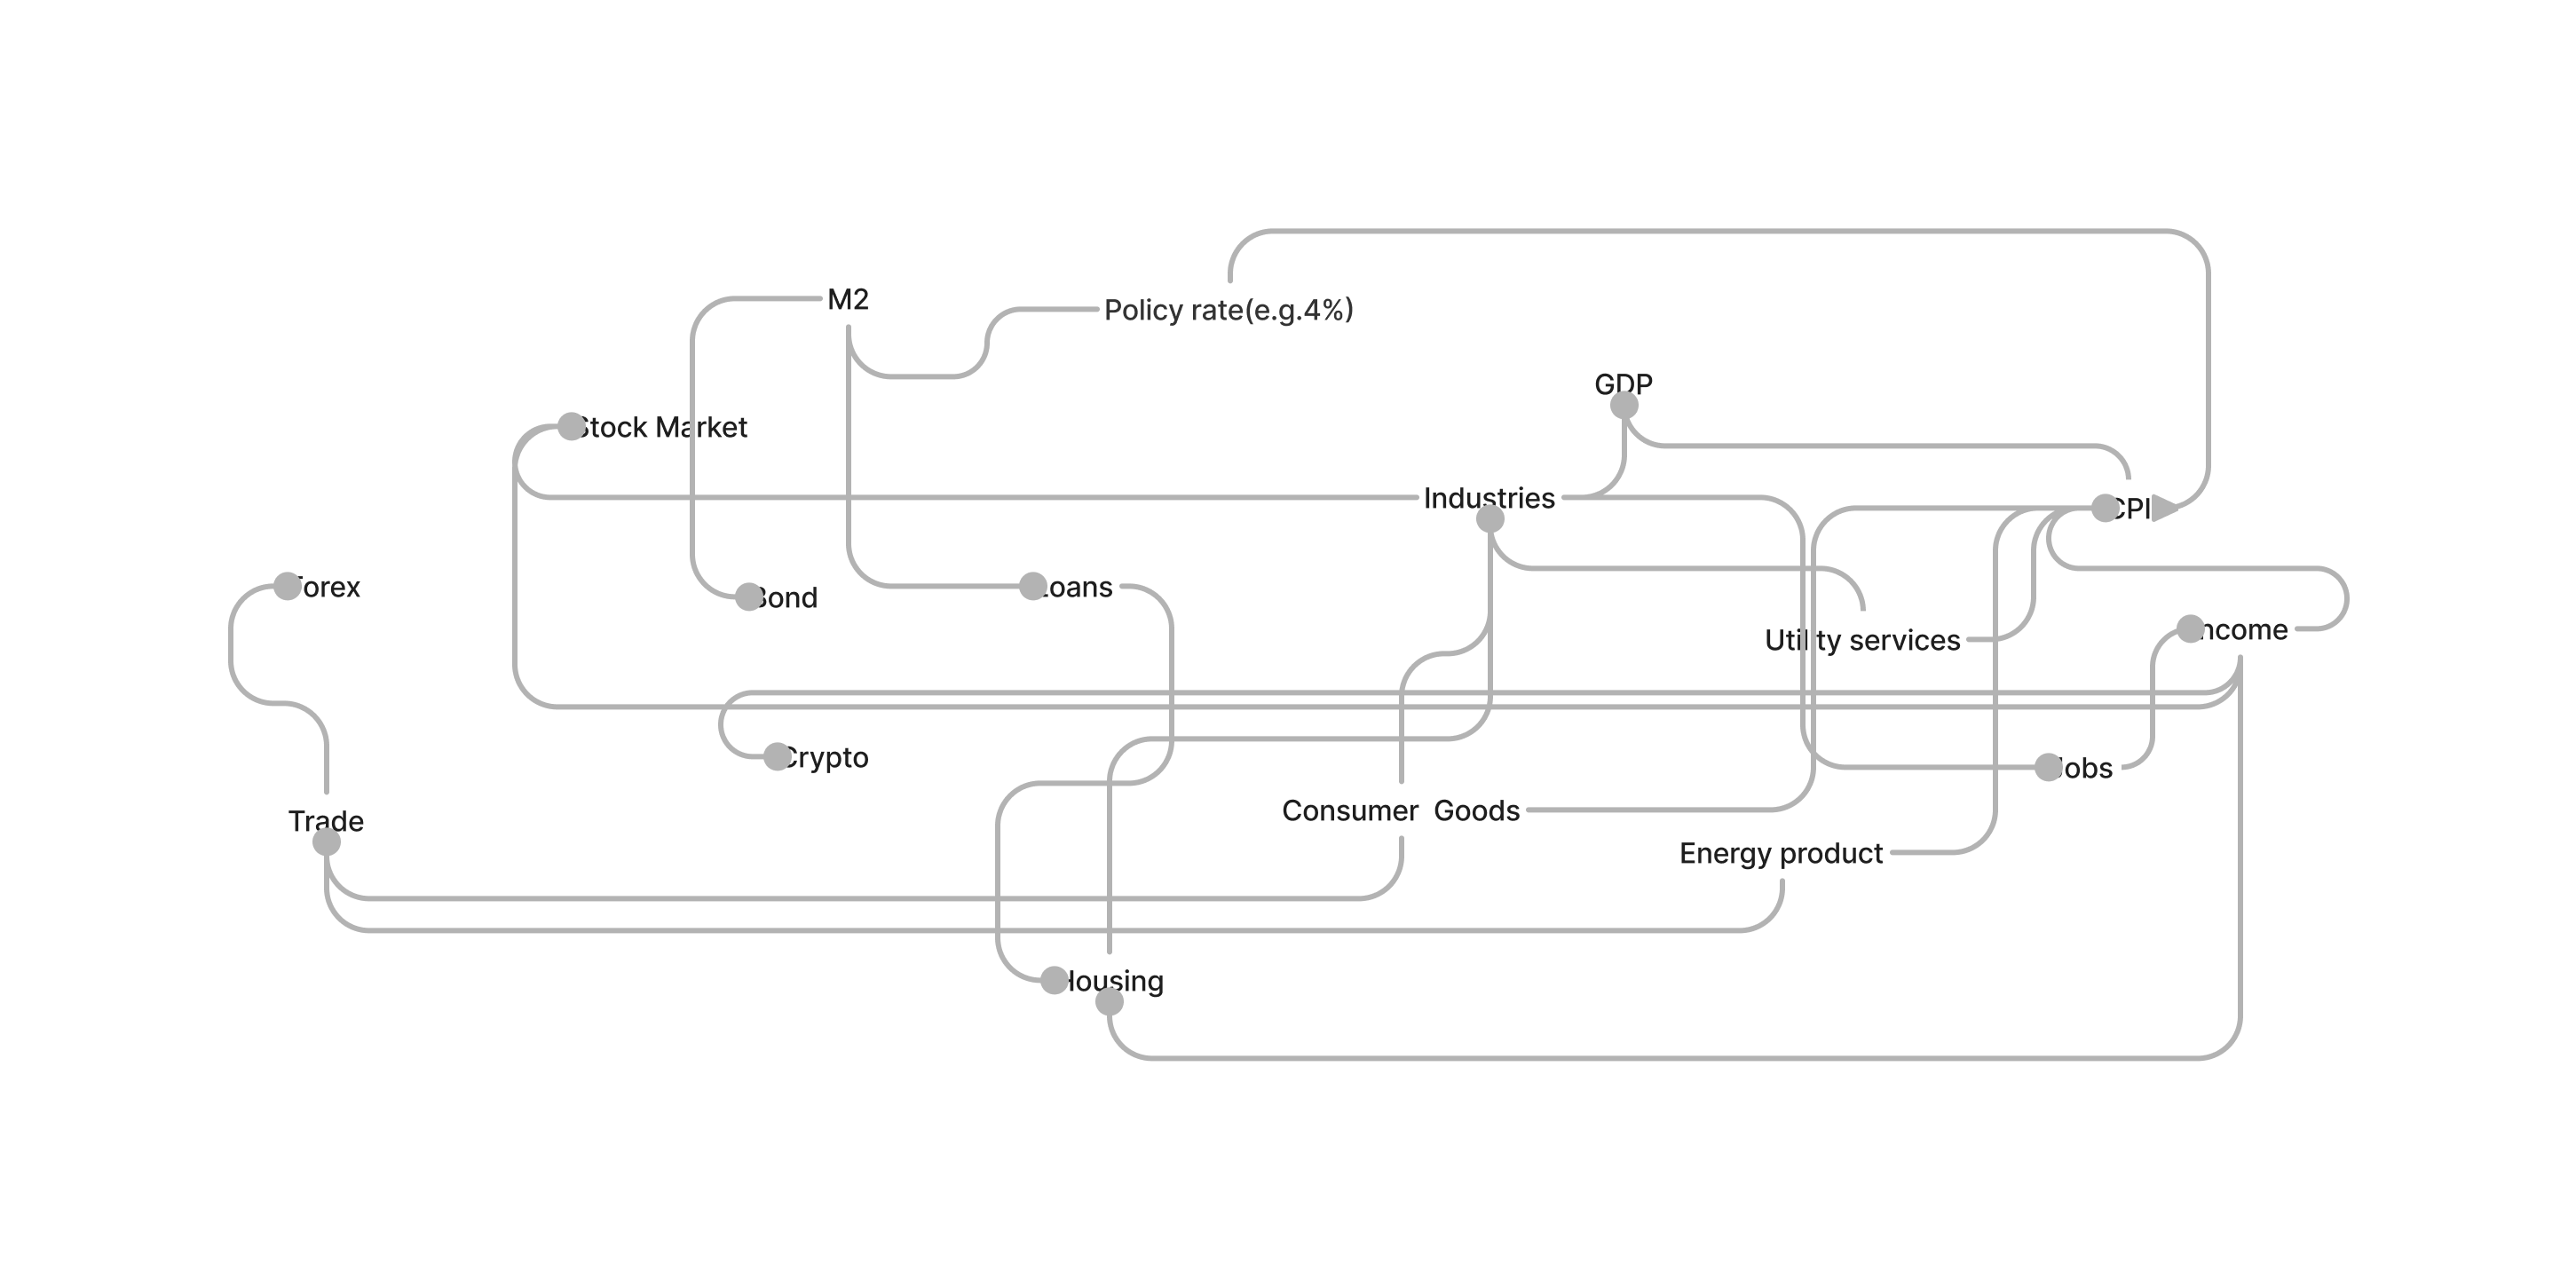 M2
Policy rate(e.g.4%)
GDP
Stock Market
Industries
CPI
Forex
Bond
Loans
Utility services
Income
Crypto
Jobs
Consumer Goods
Trade
Energy product
Housing